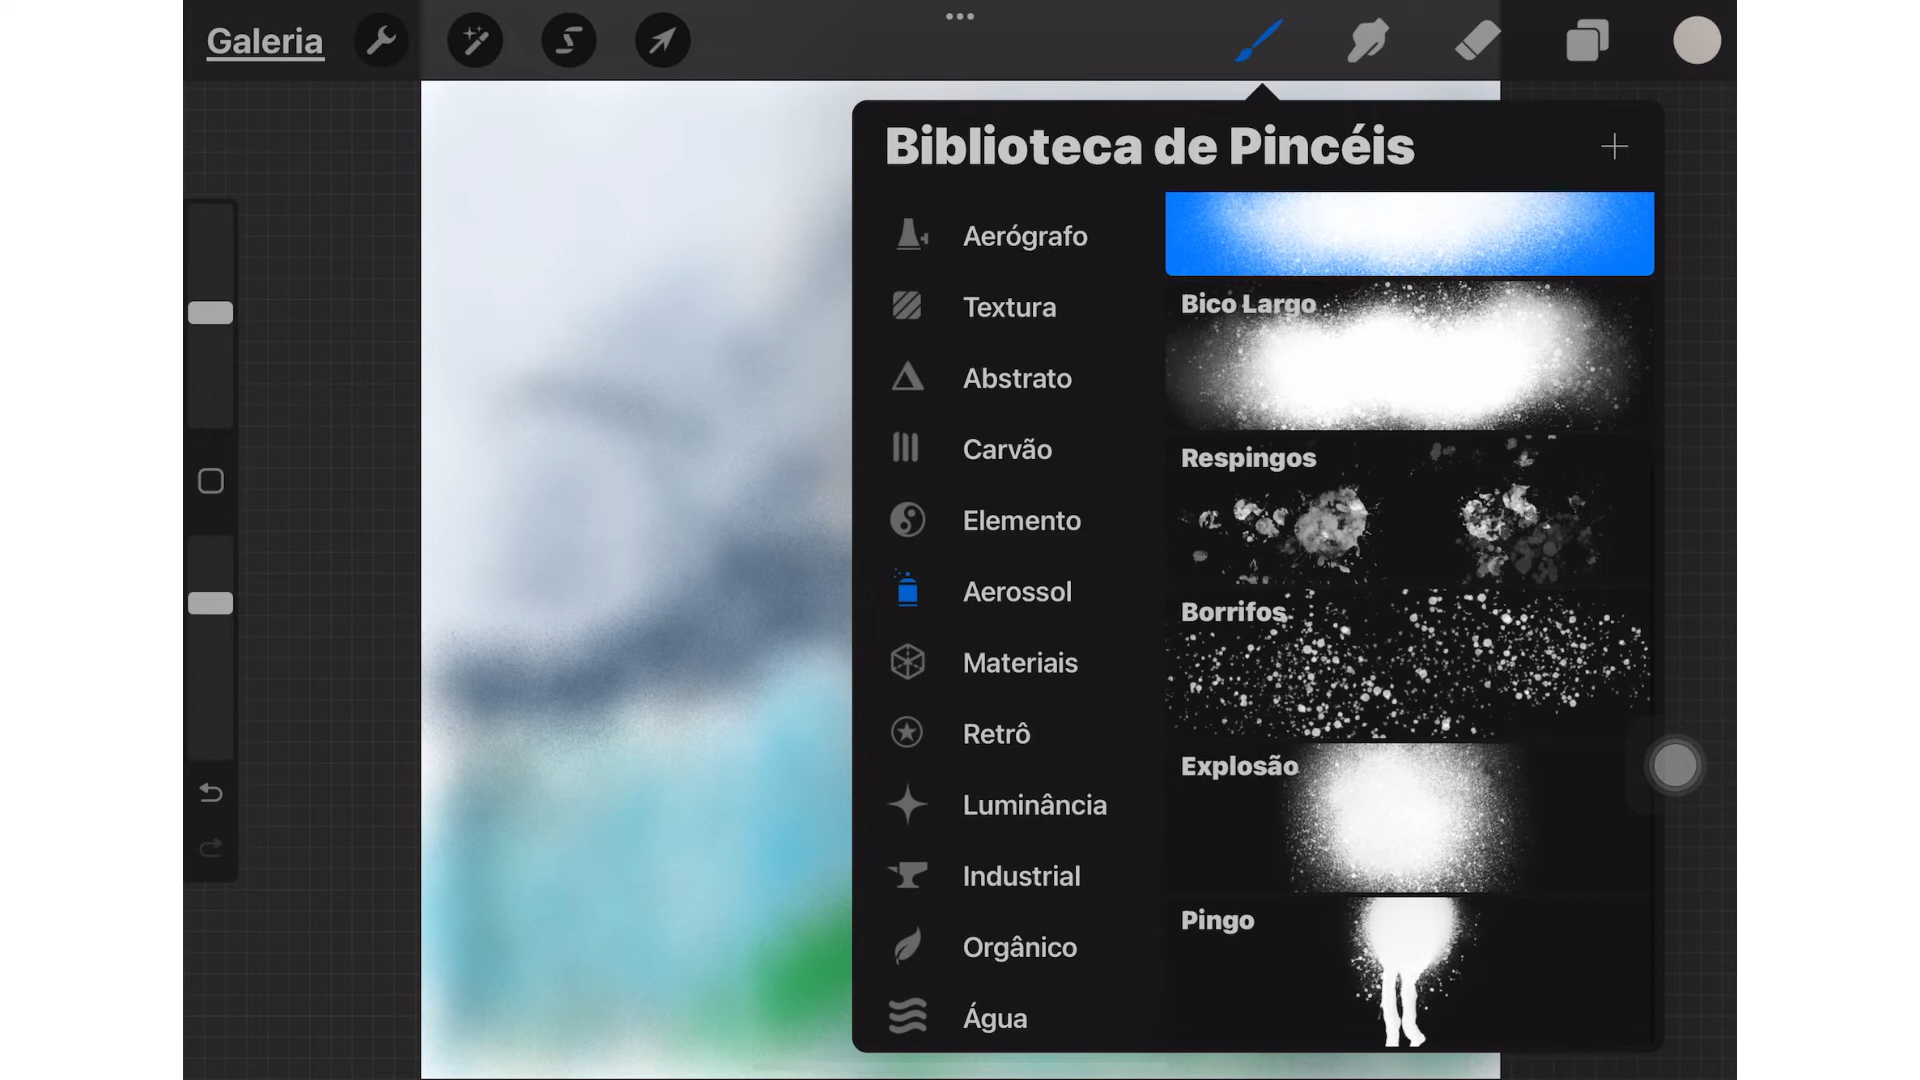 Galeria
Biblioteca de Pincéis
Aerógrafo
Textura
Abstrato
Carvão
Elemento
Aerossol
Materiais
Retrô
Luminância
Industrial
Orgânico
Água
Bico Largo
Respingos
Borrifos
Explosão
Pingo